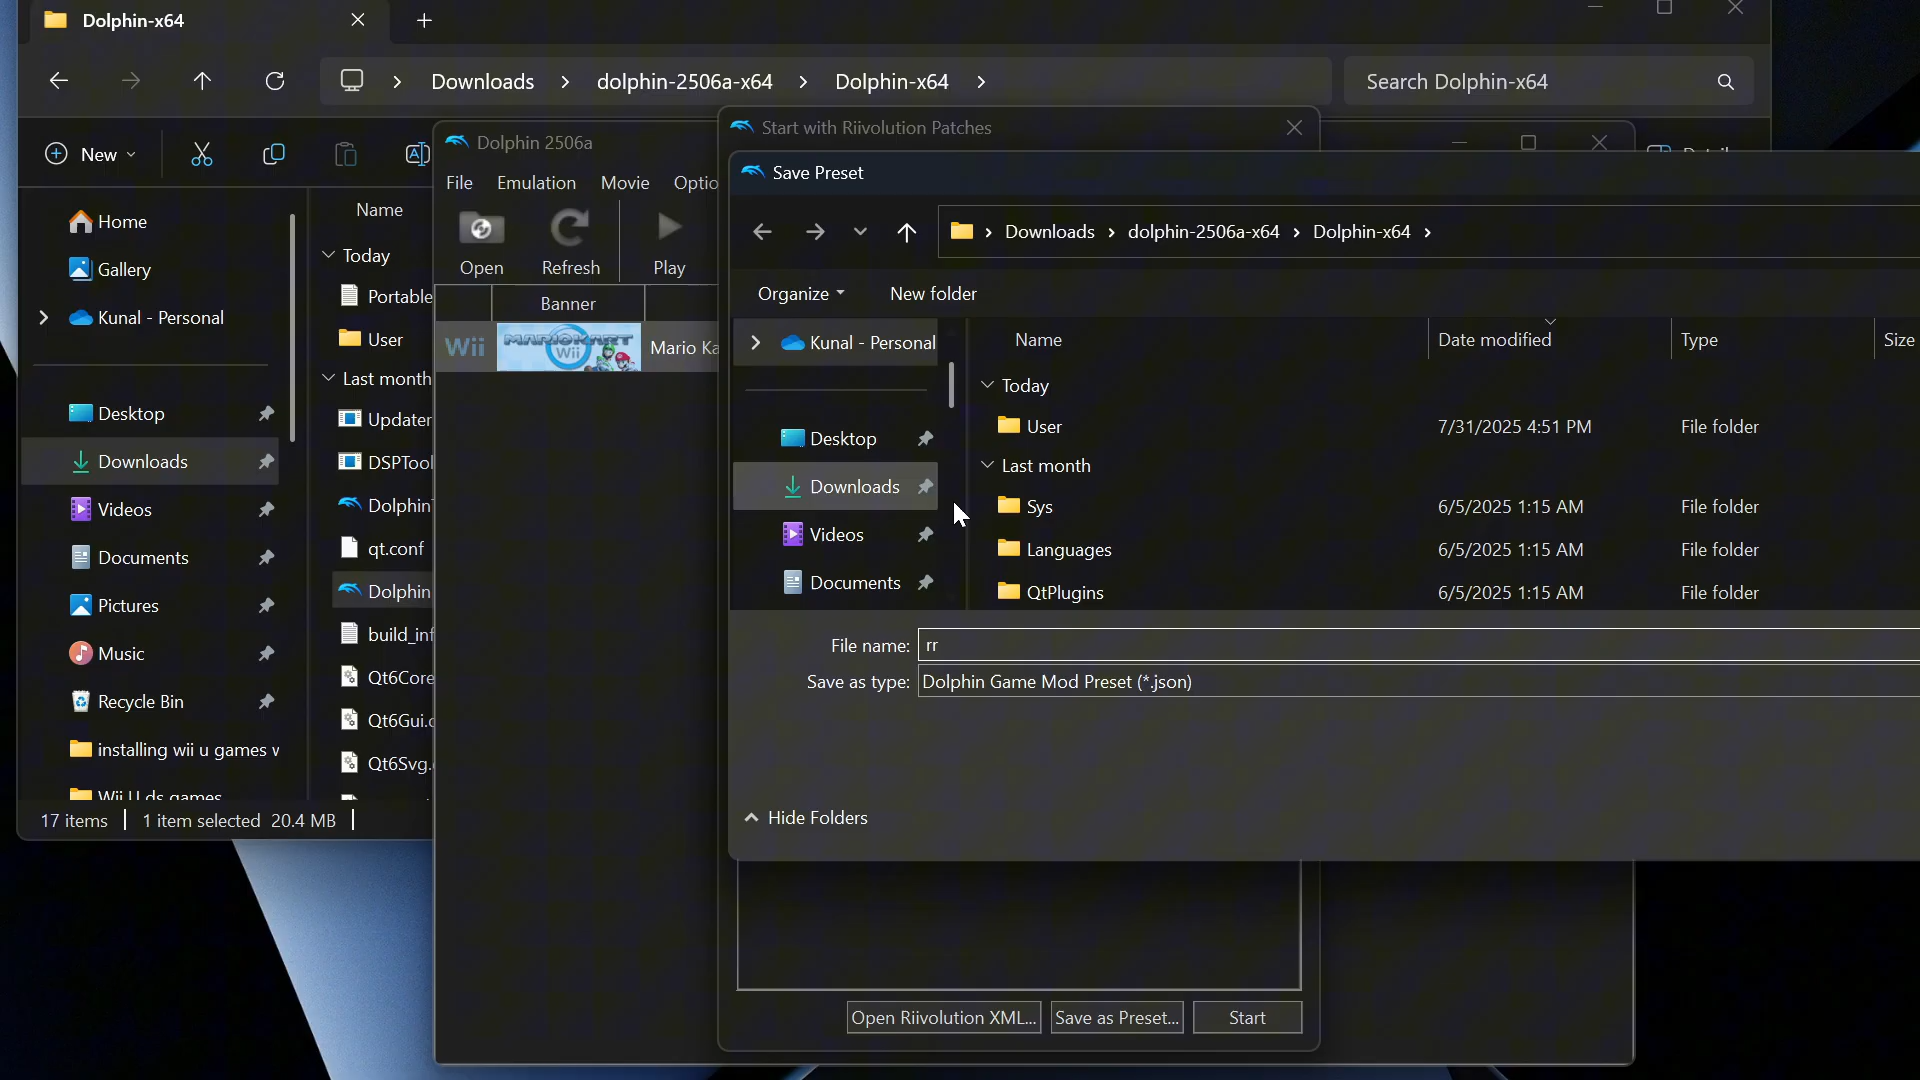 Dolphin-x64
Downloads
dolphin-2506a-x64
Dolphin-x64
Search Dolphin-x64
New
Home
Gallery
Kunal - Personal
Desktop
Downloads
Videos
Documents
Pictures
Music
Recycle Bin
installing wii u games
Wii U ds games
17 items
1 item selected 20.4 MB
Name
Today
Portable
User
Last month
Updater
DSPTool
Dolphin
qt.conf
Dolphin
build_inf
Qt6Core
Qt6Gui.
Qt6Svg.
Dolphin 2506a
File
Emulation
Movie
Optio
Open
Refresh
Play
Banner
Wii
MARIOKART
Wii
Mario Ka
Start with Riivolution Patches
Save Preset
Downloads
dolphin-2506a-x64
Dolphin-x64
Organize
New folder
Kunal - Personal
Desktop
Downloads
Videos
Documents
Name
Date modified
Type
Size
Today
User
7/31/2025 4:51 PM
File folder
Last month
Sys
6/5/2025 1:15 AM
File folder
Languages
6/5/2025 1:15 AM
File folder
QtPlugins
6/5/2025 1:15 AM
File folder
File name:
rr
Save as type:
Dolphin Game Mod Preset (*.json)
Hide Folders
Open Riivolution XML...
Save as Preset...
Start